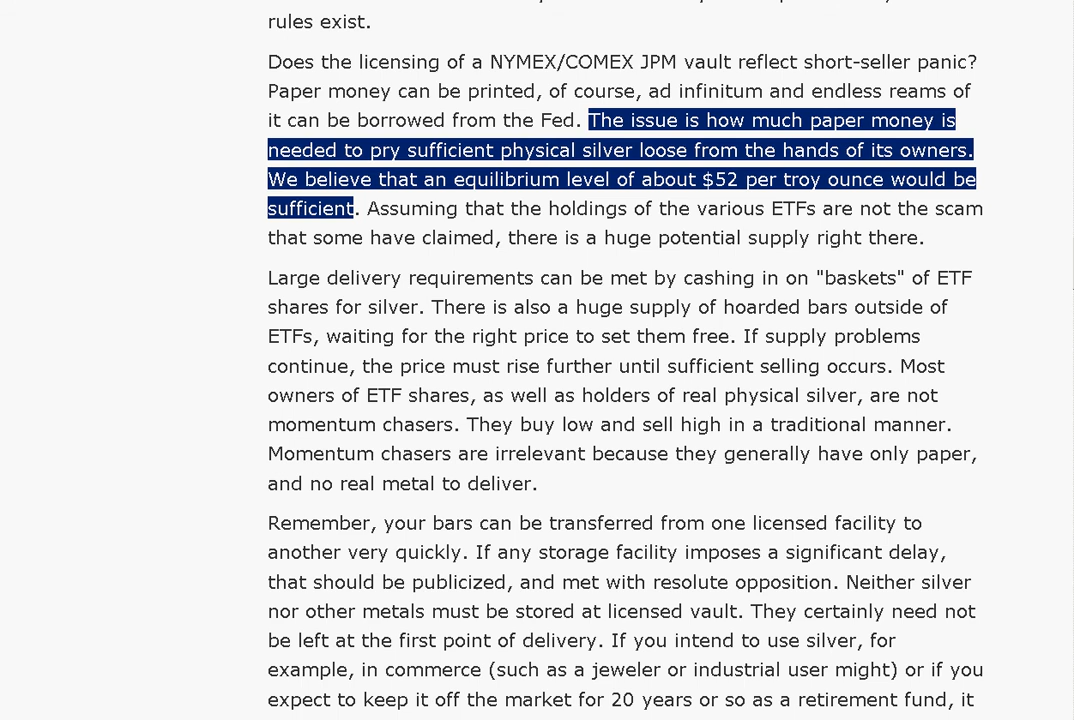 rules exist.
Does the licensing of a NYMEX/COMEX JPM vault reflect short-seller panic?
Paper money can be printed, of course, ad infinitum and endless reams of
it can be borrowed from the Fed. The issue is how much paper money is
needed to pry sufficient physical silver loose from the hands of its owners.
We believe that an equilibrium level of about $52 per troy ounce would be
sufficient. Assuming that the holdings of the various ETFs are not the scam
that some have claimed, there is a huge potential supply right there.
Large delivery requirements can be met by cashing in on "baskets" of ETF
shares for silver. There is also a huge supply of hoarded bars outside of
ETFs, waiting for the right price to set them free. If supply problems
continue, the price must rise further until sufficient selling occurs. Most
owners of ETF shares, as well as holders of real physical silver, are not
momentum chasers. They buy low and sell high in a traditional manner.
Momentum chasers are irrelevant because they generally have only paper,
and no real metal to deliver.
Remember, your bars can be transferred from one licensed facility to
another very quickly. If any storage facility imposes a significant delay,
that should be publicized, and met with resolute opposition. Neither silver
nor other metals must be stored at licensed vault. They certainly need not
be left at the first point of delivery. If you intend to use silver, for
example, in commerce (such as a jeweler or industrial user might) or if you
expect to keep it off the market for 20 years or so as a retirement fund, it